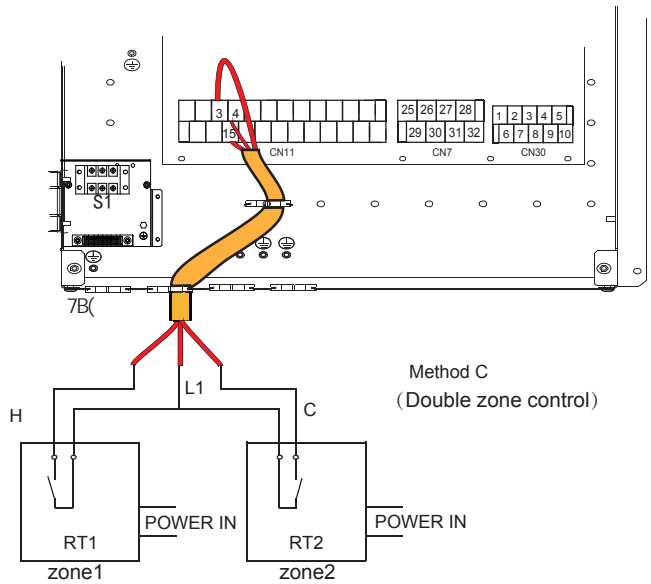 3 4
15
CN11
25 26 27 28
29 30 31 32
CN7
1 2 3 4 5
6 7 8 9 10
CN30
S1
7B(
Method C
(Double zone control)
H
L1
C
POWER IN
POWER IN
RT1
RT2
zone1
zone2